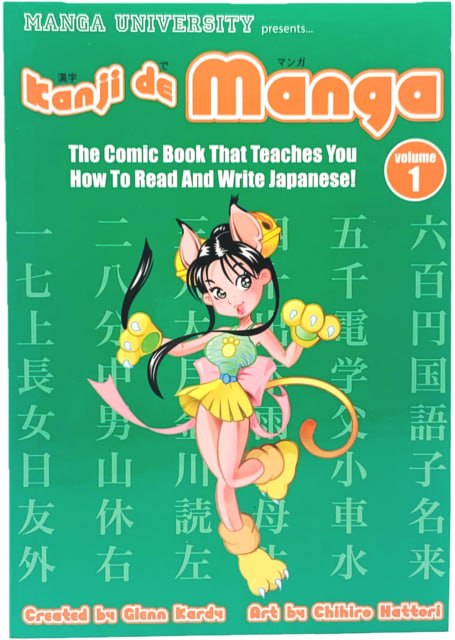 MANGA UNIVERSITY presents...
漢字 で マンガ
Kanji de Manga
The Comic Book That Teaches You
How To Read And Write Japanese!
volume
1
一 二 三 四 五 六
七 八 千 百
上 分 大 電 円
長 中 月 学 国
女 男 雨 父 語
日 山 川 小 子
友 休 読 母 車 名
外 右 左 水 来
Created by Glenn Kardy Art by Chihiro Hattori